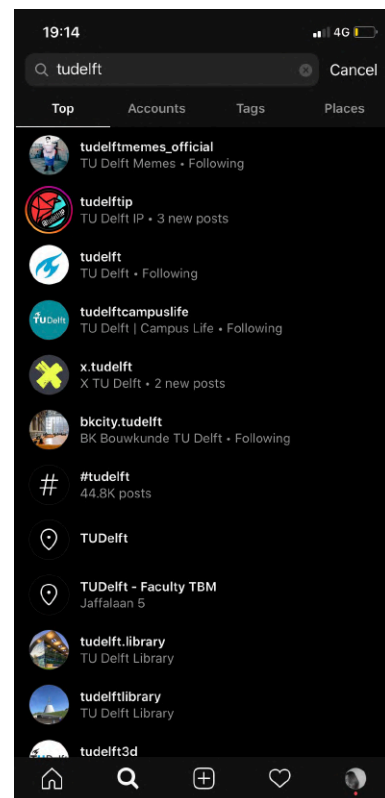 19:14
4G
tudelft
Cancel
Top Accounts Tags Places
tudelftmemes_official
TU Delft Memes • Following
tudelftip
TU Delft IP • 3 new posts
tudelft
TU Delft • Following
TUDelft
tudelftcampuslife
TU Delft | Campus Life • Following
x.tudelft
X TU Delft • 2 new posts
bkcity.tudelft
BK Bouwkunde TU Delft • Following
#
#tudelft
44.8K posts
TUDelft
TUDelft - Faculty TBM
Jaffalaan 5
tudelft.library
TU Delft Library
tudelftlibrary
TU Delft Library
tudelft3d